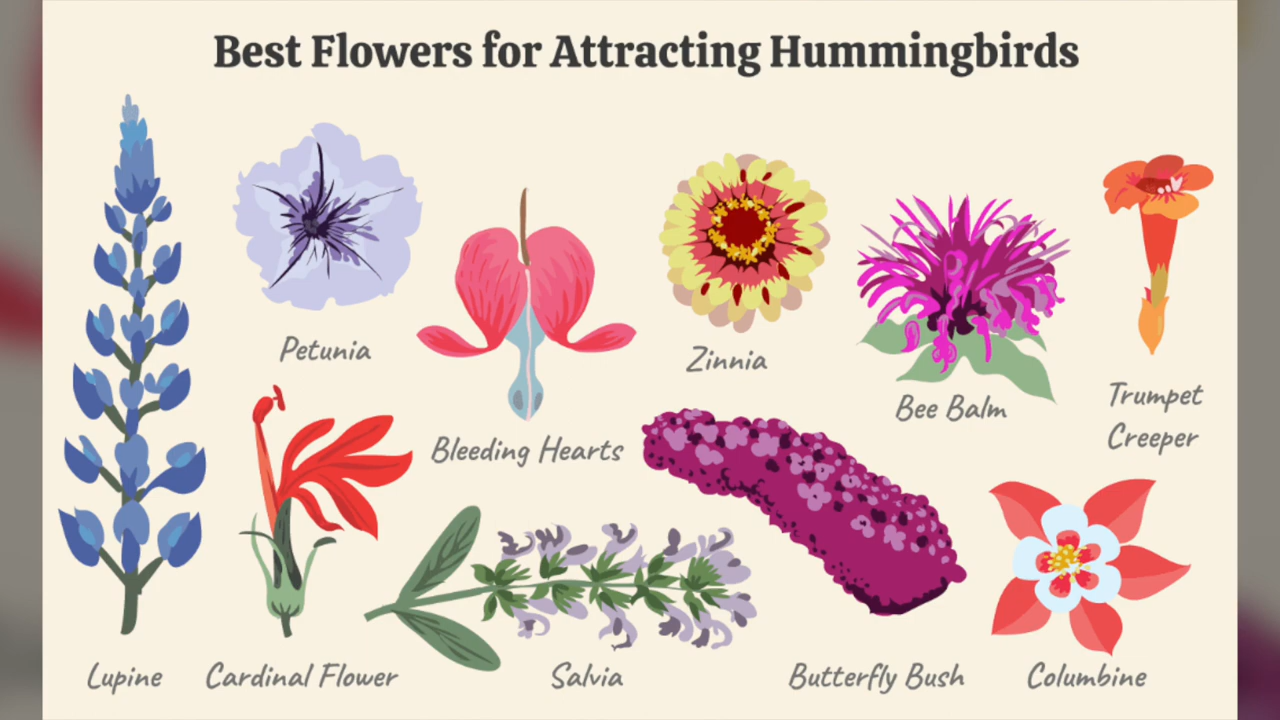 Best Flowers for Attracting Hummingbirds
Petunia
Zinnia
Bee Balm
Trumpet
Creeper
Bleeding Hearts
Lupine
Cardinal Flower
Salvia
Butterfly Bush
Columbine